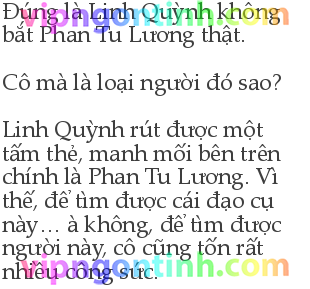 Đúng là Linh Quỳnh không
bắt Phan Tu Lương thật.
Cô mà là loại người đó sao?
Linh Quỳnh rút được một
tấm thẻ, manh mối bên trên
chính là Phan Tu Lương. Vì
thế, để tìm được cái đạo cụ
này... à không, để tìm được
người này, cô cũng tốn rất
nhiều công sức.
vipngontinh.com
vipngontinh.com